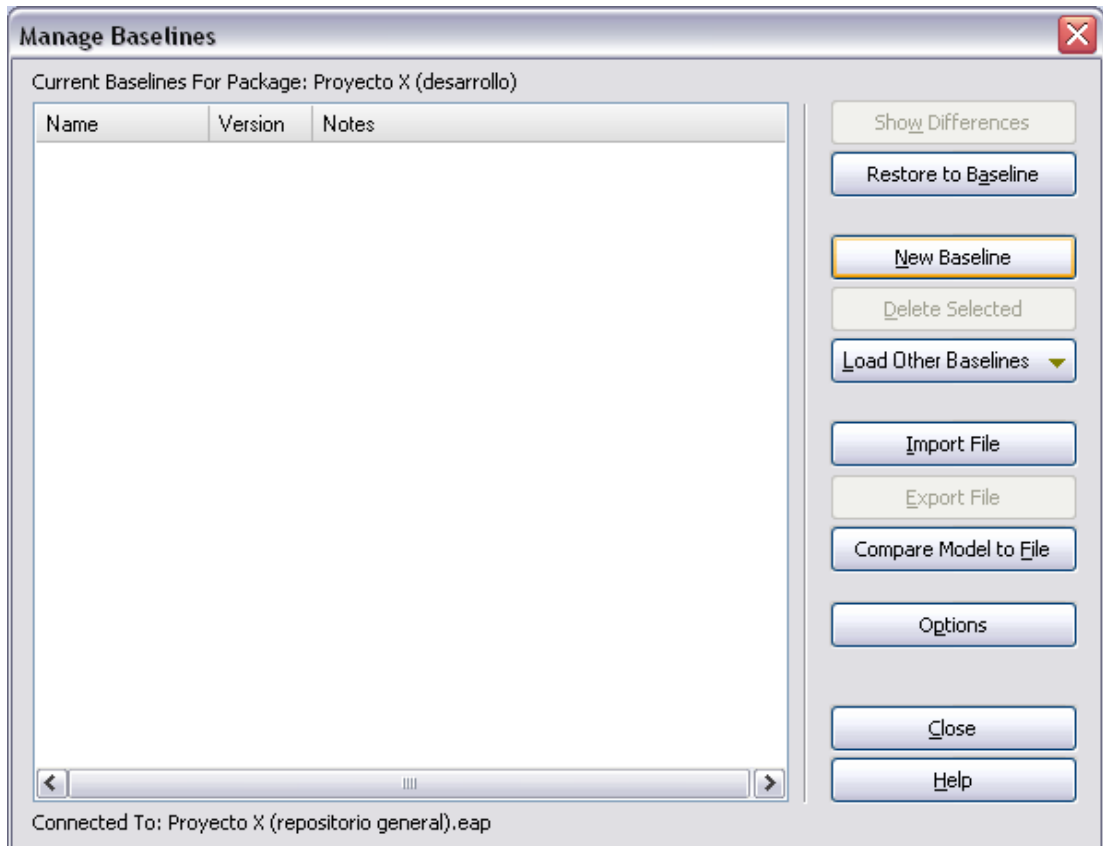 Manage Baselines
Current Baselines For Package: Proyecto X (desarrollo)
Name Version Notes
Show Differences
Restore to Baseline
New Baseline
Delete Selected
Load Other Baselines
Import File
Export File
Compare Model to File
Options
Close
Help
Connected To: Proyecto X (repositorio general).eap